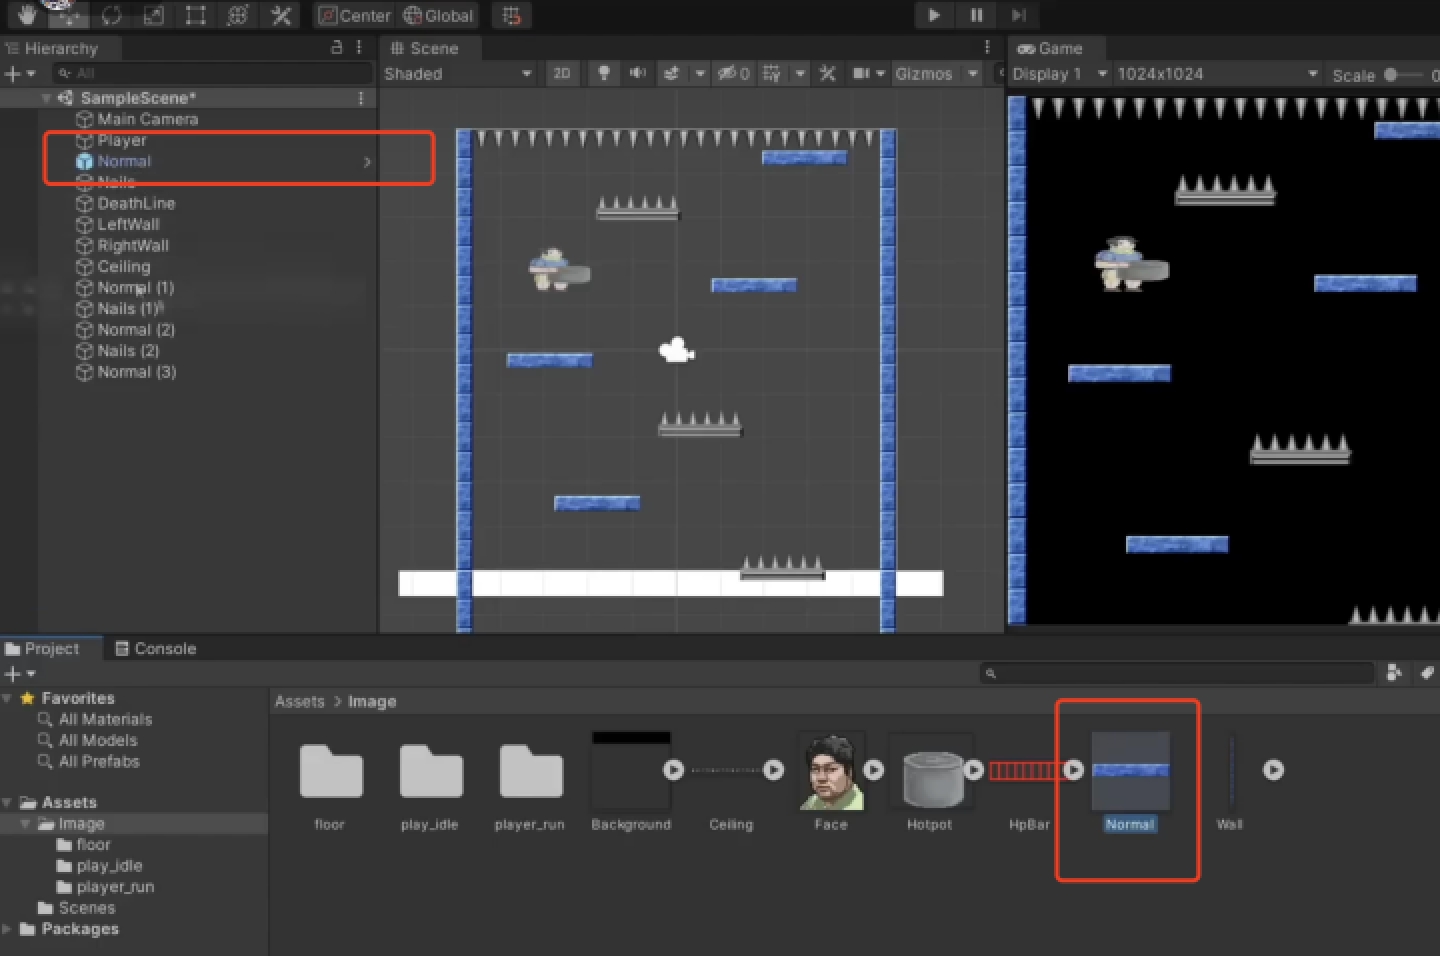 Center Global
Hierarchy
Scene
Game
All
Shaded
2D
0
Gizmos
Display 1
1024x1024
Scale
SampleScene*
Main Camera
Player
Normal
Nails
DeathLine
LeftWall
RightWall
Ceiling
Normal (1)
Nails (1)
Normal (2)
Nails (2)
Normal (3)
Project
Console
Favorites
All Materials
All Models
All Prefabs
Assets
Image
floor
play_idle
player_run
Scenes
Packages
Assets > Image
floor
play_idle
player_run
Background
Ceiling
Face
Hotpot
HpBar
Normal
Wall